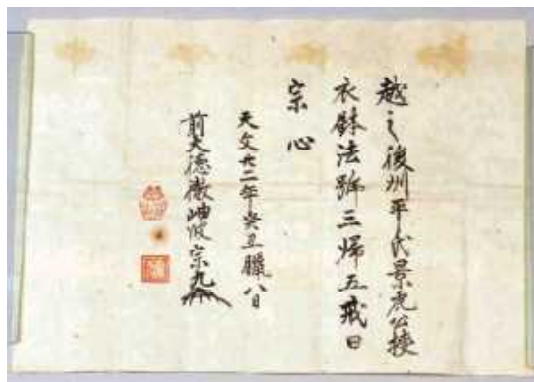 越之後州平氏景虎公授
衣鉢法號三帰五戒曰
宗心
天文廿二年癸丑臘八日
前大徳徹岫叟宗九